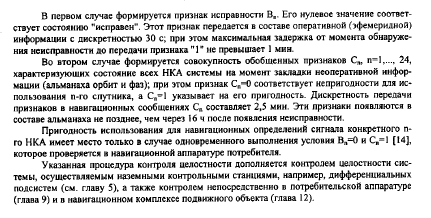 В первом случае формируется признак исправности Bn. Его нулевое значение соответ-
ствует состоянию "исправен". Этот признак передается в составе оперативной (эфемеридной)
информации с дискретностью 30 с; при этом максимальная задержка от момента обнаруже-
ния неисправности до передачи признака "1" не превышает 1 мин.
Во втором случае формируется совокупность обобщенных признаков Cn, n=1,..., 24,
характеризующих состояние всех НКА системы на момент закладки неоперативной инфор-
мации (альманаха орбит и фаз); при этом признак Cn=0 соответствует непригодности для ис-
пользования n-го спутника, а Cn=1 указывает на его пригодность. Дискретность передачи
признаков в навигационных сообщениях Cn составляет 2,5 мин. Эти признаки появляются в
составе альманаха не позднее, чем через 16 ч после появления неисправности.
Пригодность использования для навигационных определений сигнала конкретного n-
го НКА имеет место только в случае одновременного выполнения условия Bn=0 и Cn=1 [14],
которое проверяется в навигационной аппаратуре потребителя.
Указанная процедура контроля целостности дополняется контролем целостности сис-
темы, осуществляемым наземными контрольными станциями, например, дифференциальных
подсистем (см. главу 5), а также контролем непосредственно в потребительской аппаратуре
(глава 9) и в навигационном комплексе подвижного объекта (глава 12).